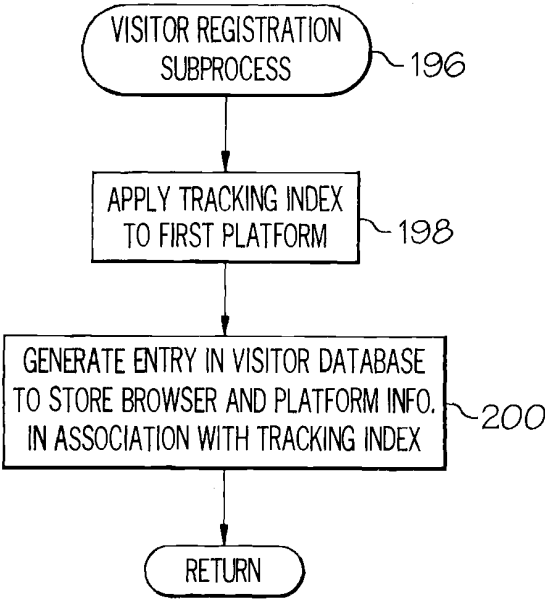 VISITOR REGISTRATION
SUBPROCESS
196
APPLY TRACKING INDEX
TO FIRST PLATFORM
198
GENERATE ENTRY IN VISITOR DATABASE
TO STORE BROWSER AND PLATFORM INFO.
IN ASSOCIATION WITH TRACKING INDEX
200
RETURN